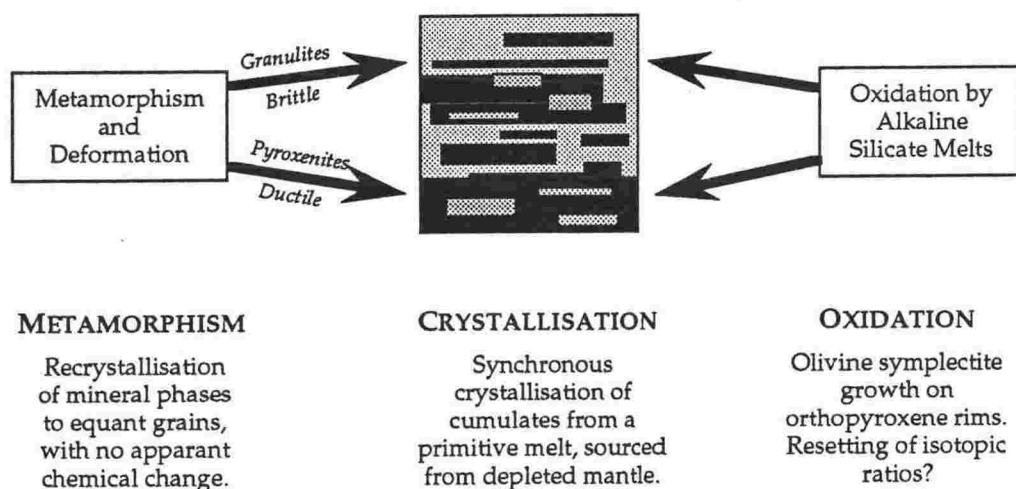 Metamorphism
and
Deformation
Granulites
Brittle
Pyroxenites
Ductile
Oxidation by
Alkaline
Silicate Melts
METAMORPHISM
Recrystallisation
of mineral phases
to equant grains,
with no apparant
chemical change.
CRYSTALLISATION
Synchronous
crystallisation of
cumulates from a
primitive melt, sourced
from depleted mantle.
OXIDATION
Olivine symplectite
growth on
orthopyroxene rims.
Resetting of isotopic
ratios?